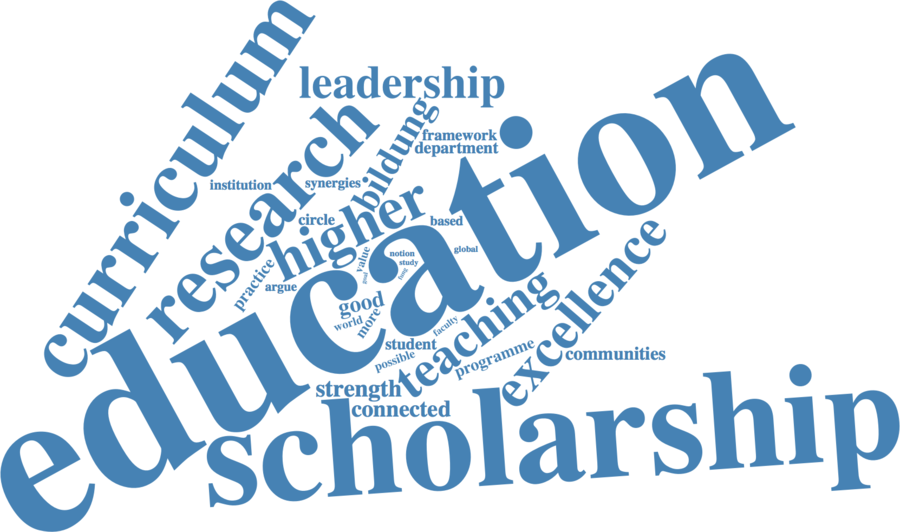 curriculum
leadership
research
bildung
framework
department
institution
synergies
education
higher
circle
based
global
value
notion
study
practice
argue
good
world
more
student
faculty
possible
teaching
programme
excellence
communities
strength
connected
scholarship